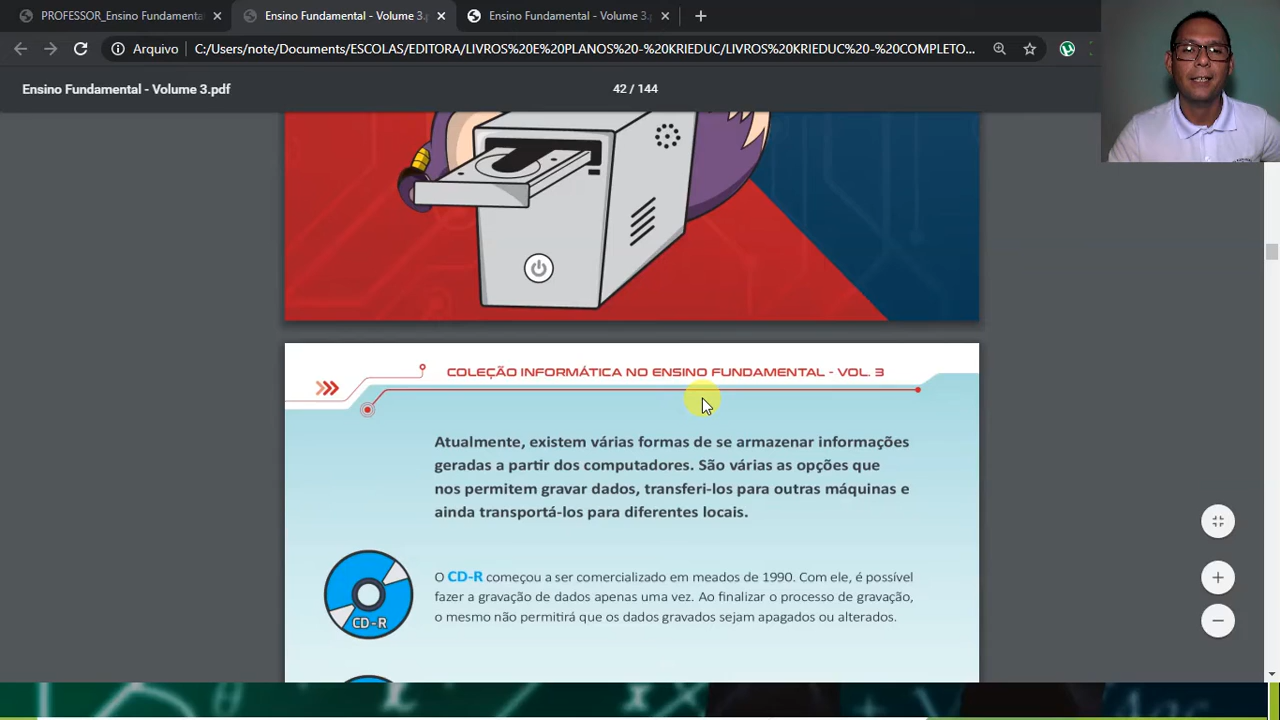 PROFESSOR_Ensino Fundamenta
Ensino Fundamental - Volume 3.p
Ensino Fundamental - Volume 3.p
Arquivo
C:/Users/note/Documents/ESCOLAS/EDITORA/LIVROS%20E%20PLANOS%20-%20KRIEDUC/LIVROS%20KRIEDUC%20-%20COMPLETO...
Ensino Fundamental - Volume 3.pdf
42 / 144
COLEÇÃO INFORMÁTICA NO ENSINO FUNDAMENTAL - VOL. 3
Atualmente, existem várias formas de se armazenar informações
geradas a partir dos computadores. São várias as opções que
nos permitem gravar dados, transferi-los para outras máquinas e
ainda transportá-los para diferentes locais.
CD-R
O CD-R começou a ser comercializado em meados de 1990. Com ele, é possível
fazer a gravação de dados apenas uma vez. Ao finalizar o processo de gravação,
o mesmo não permitirá que os dados gravados sejam apagados ou alterados.